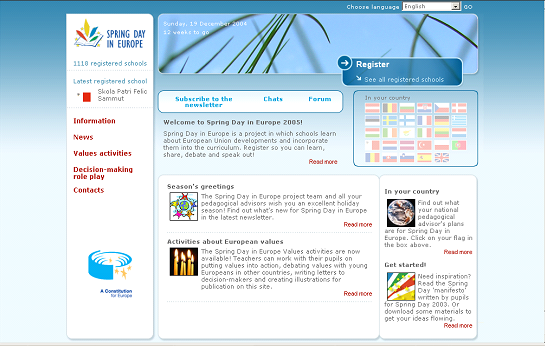 Choose language English GO
SPRING DAY
IN EUROPE
Sunday, 19 December 2004
12 weeks to go
1118 registered schools
Latest registered school
Skola Patri Felic
Sammut
Register
See all registered schools
Subscribe to the
newsletter
Chats
Forum
In your country
Information
News
Values activities
Decision-making
role play
Contacts
Welcome to Spring Day in Europe 2005!
Spring Day in Europe is a project in which schools learn
about European Union developments and incorporate
them into the curriculum. Register so you can learn,
share, debate and speak out!
Read more
Season's greetings
The Spring Day in Europe project team and all your
pedagogical advisors wish you an excellent holiday
season! Find out what's new for Spring Day in Europe
in the latest newsletter.
Read more
Activities about European values
The Spring Day in Europe Values activities are now
available! Teachers can work with their pupils on
putting values into action, debating values with young
Europeans in other countries, writing letters to
decision-makers and creating illustrations for
publication on this site.
Read more
In your country
Find out what
your national
pedagogical
advisor's plans
are for Spring Day in
Europe. Click on your flag in
the box above.
Read more
Get started!
Need inspiration?
Read the Spring
Day 'manifesto'
written by pupils
for Spring Day 2003. Or
download some materials to
get your ideas flowing.
Read more
A Constitution
for Europe